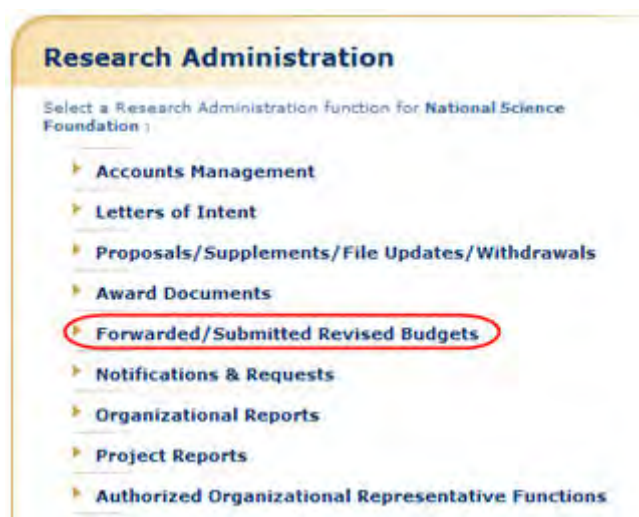 Research Administration
Select a Research Administration function for National Science
Foundation :
Accounts Management
Letters of Intent
Proposals/Supplements/File Updates/Withdrawals
Award Documents
Forwarded/Submitted Revised Budgets
Notifications & Requests
Organizational Reports
Project Reports
Authorized Organizational Representative Functions